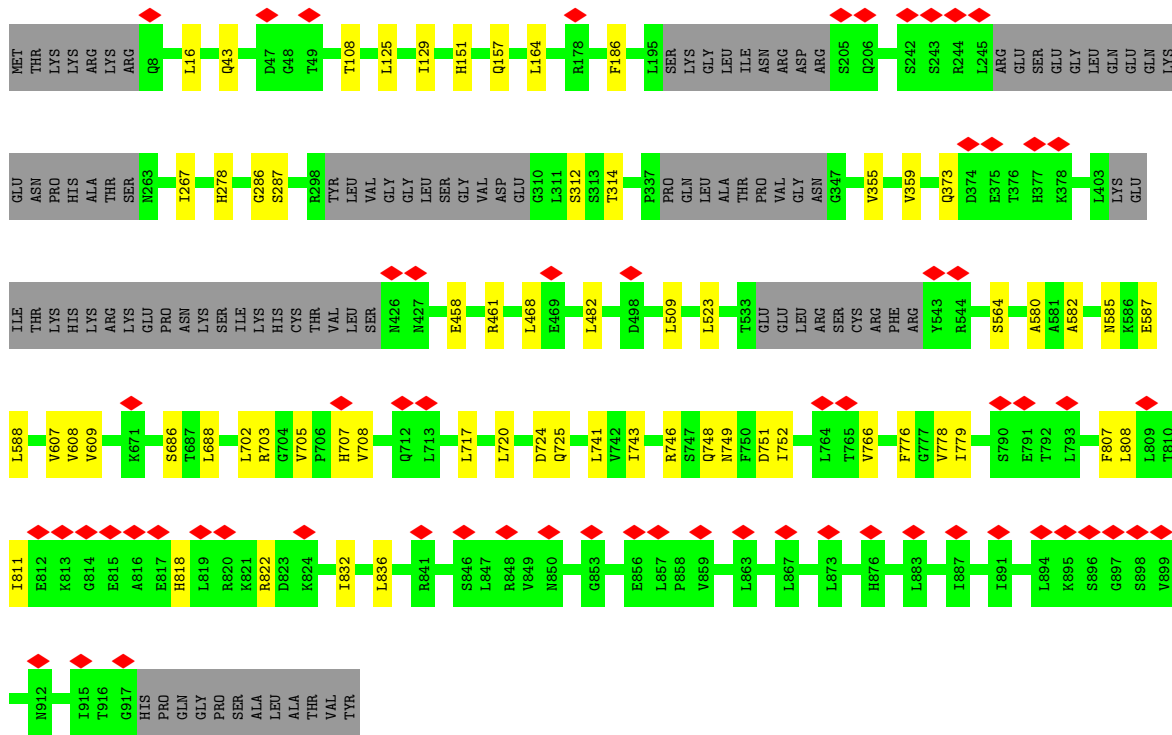 MET THR LYS LYS ARG LYS ARG Q8 L16 Q43 D47 G48 T49 T108 L125 I129 H151 Q157 L164 R178 F186 L195 SER LYS GLY LEU ILE ASN ARG ASP ARG S205 Q206 S242 S243 R244 L245 ARG GLU SER GLU GLY LEU GLN GLU GLN LYS
GLU ASN PRO HIS ALA THR SER N263 I267 H278 G286 S287 R298 TYR LEU VAL GLY GLY LEU SER GLY VAL ASP GLU G310 L311 S312 S313 T314 P337 PRO GLN LEU ALA THR PRO VAL GLY ASN G347 V355 V359 Q373 D374 E375 T376 H377 K378 L403 LYS GLU
ILE THR LYS HIS LYS ARG LYS GLU PRO ASN LYS SER ILE LYS HIS CYS THR VAL LEU SER N426 N427 E458 R461 L468 E469 L482 D498 L509 L523 T533 GLU GLU LEU ARG SER CYS ARG PHE ARG Y543 R544 S564 A580 A581 A582 N585 K586 E587
L588 V607 V608 V609 K671 S686 T687 L688 L702 R703 G704 V705 P706 H707 V708 Q712 L713 L717 L720 D724 Q725 L741 V742 I743 R746 S747 Q748 N749 F750 D751 I752 L764 T765 V766 F776 G777 V778 I779 S790 E791 T792 L793 F807 L808 L809 T810
I811 E812 K813 G814 E815 A816 E817 H818 L819 R820 K821 R822 D823 K824 I832 L836 R841 S846 L847 R848 V849 N850 G853 E856 L857 P858 V859 L863 L867 L873 H876 L883 I887 I891 L894 K895 S896 G897 S898 V899
N912 I915 T916 G917 HIS PRO GLN GLY PRO SER ALA LEU ALA THR VAL TYR